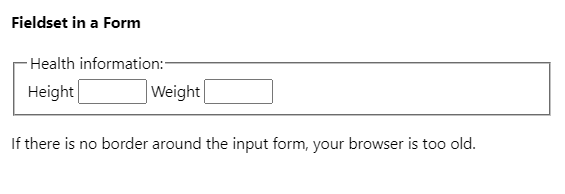 Fieldset in a Form
Health information:
Height Weight
If there is no border around the input form, your browser is too old.